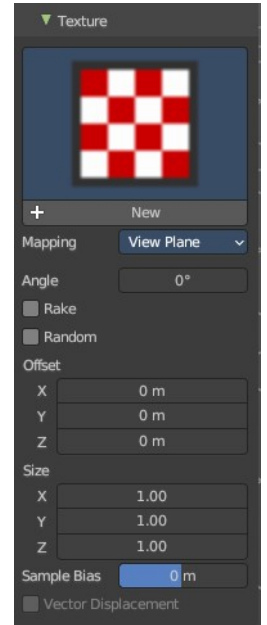 Texture
New
Mapping View Plane
Angle 0°
Rake
Random
Offset
X 0 m
Y 0 m
Z 0 m
Size
X 1.00
Y 1.00
Z 1.00
Sample Bias 0 m
Vector Displacement